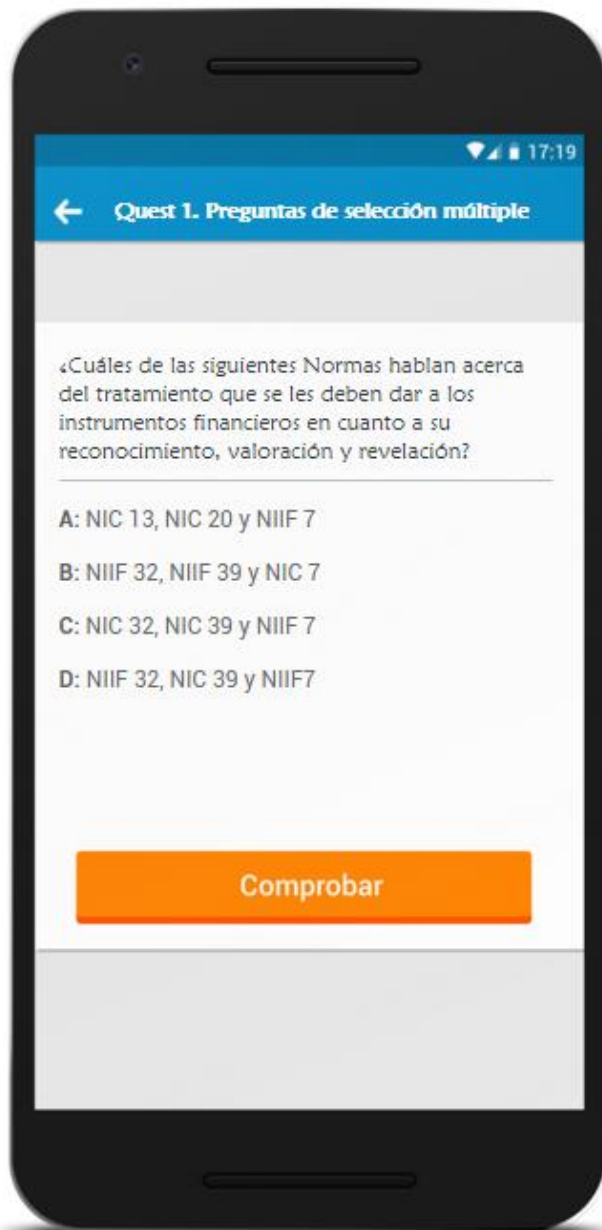 17:19
Quest 1. Preguntas de selección múltiple
¿Cuáles de las siguientes Normas hablan acerca
del tratamiento que se les deben dar a los
instrumentos financieros en cuanto a su
reconocimiento, valoración y revelación?
A: NIC 13, NIC 20 y NIIF 7
B: NIIF 32, NIIF 39 y NIC 7
C: NIC 32, NIC 39 y NIIF 7
D: NIIF 32, NIC 39 y NIIF7
Comprobar